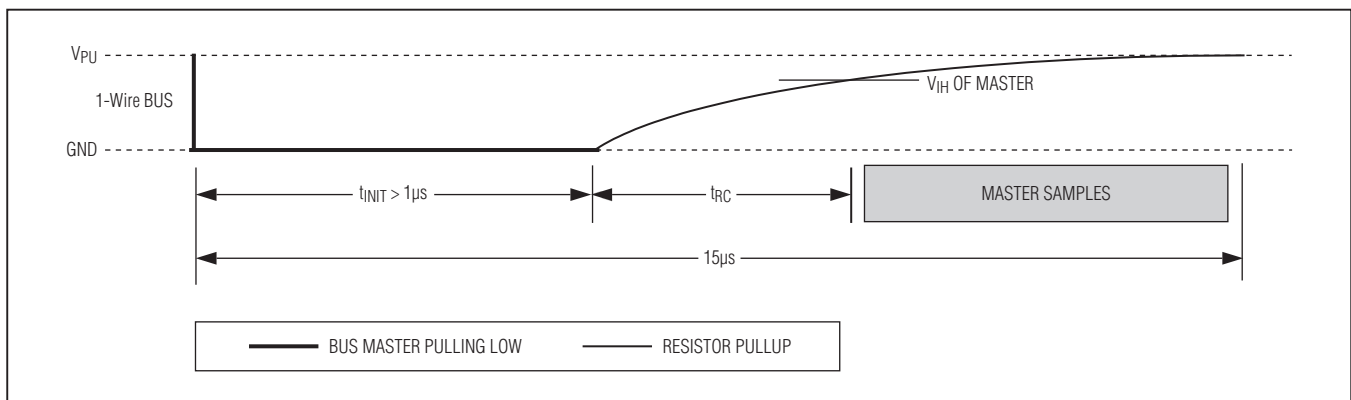 VPU
1-Wire BUS
VIH OF MASTER
GND
tINIT > 1µs
tRC
MASTER SAMPLES
15µs
BUS MASTER PULLING LOW
RESISTOR PULLUP